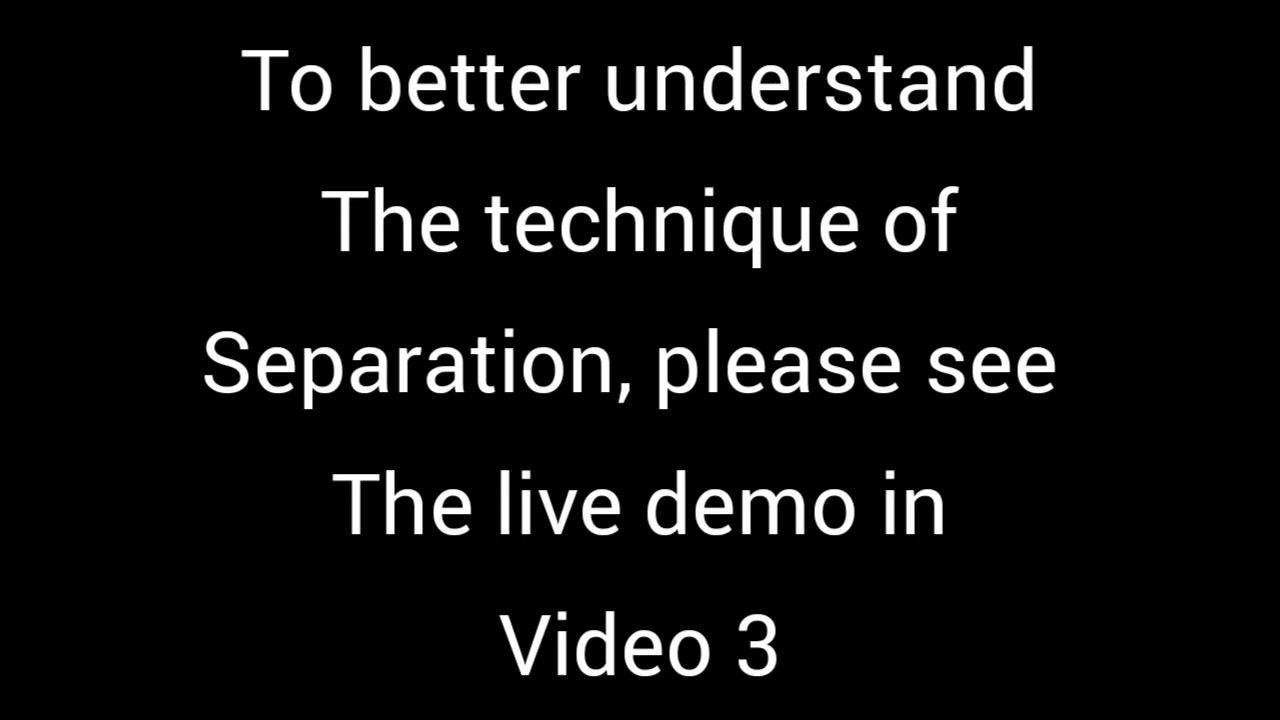 To better understand
The technique of
Separation, please see
The live demo in
Video 3